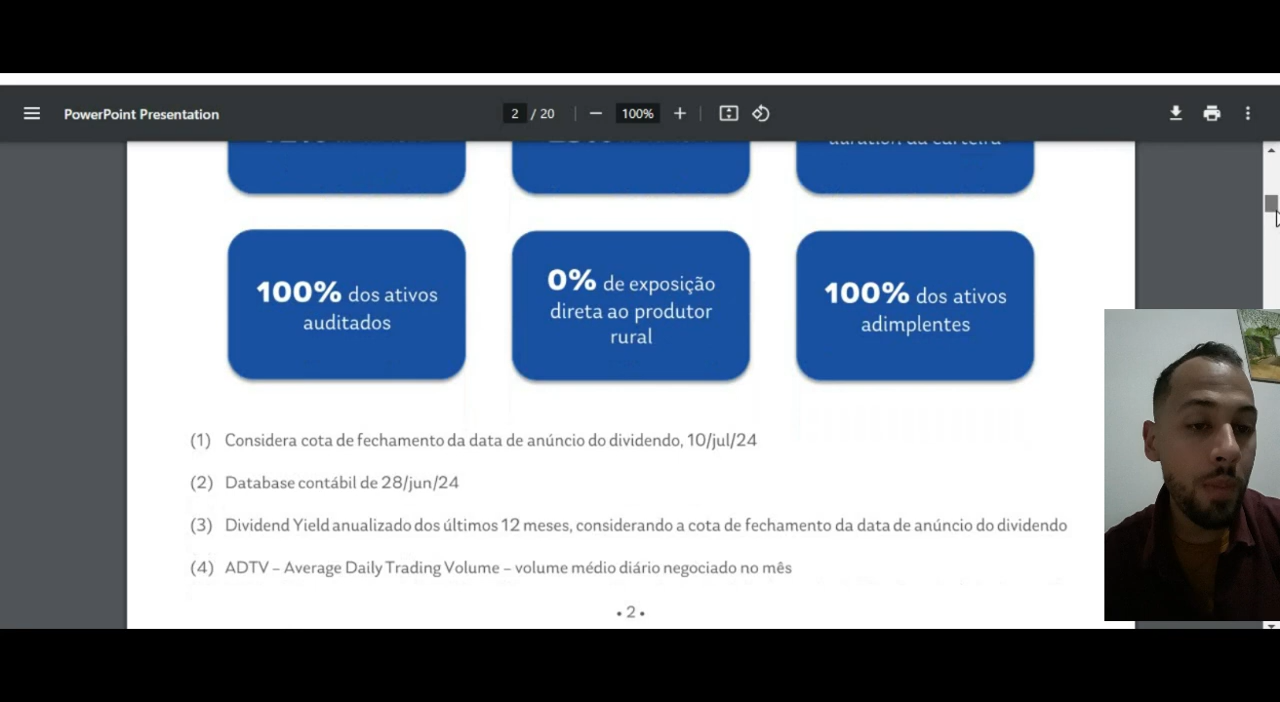 PowerPoint Presentation
2 / 20
100%
100% dos ativos
auditados
0% de exposição
direta ao produtor
rural
100% dos ativos
adimplentes
(1) Considera cota de fechamento da data de anúncio do dividendo, 10/jul/24
(2) Database contábil de 28/jun/24
(3) Dividend Yield anualizado dos últimos 12 meses, considerando a cota de fechamento da data de anúncio do dividendo
(4) ADTV – Average Daily Trading Volume – volume médio diário negociado no mês
• 2 •